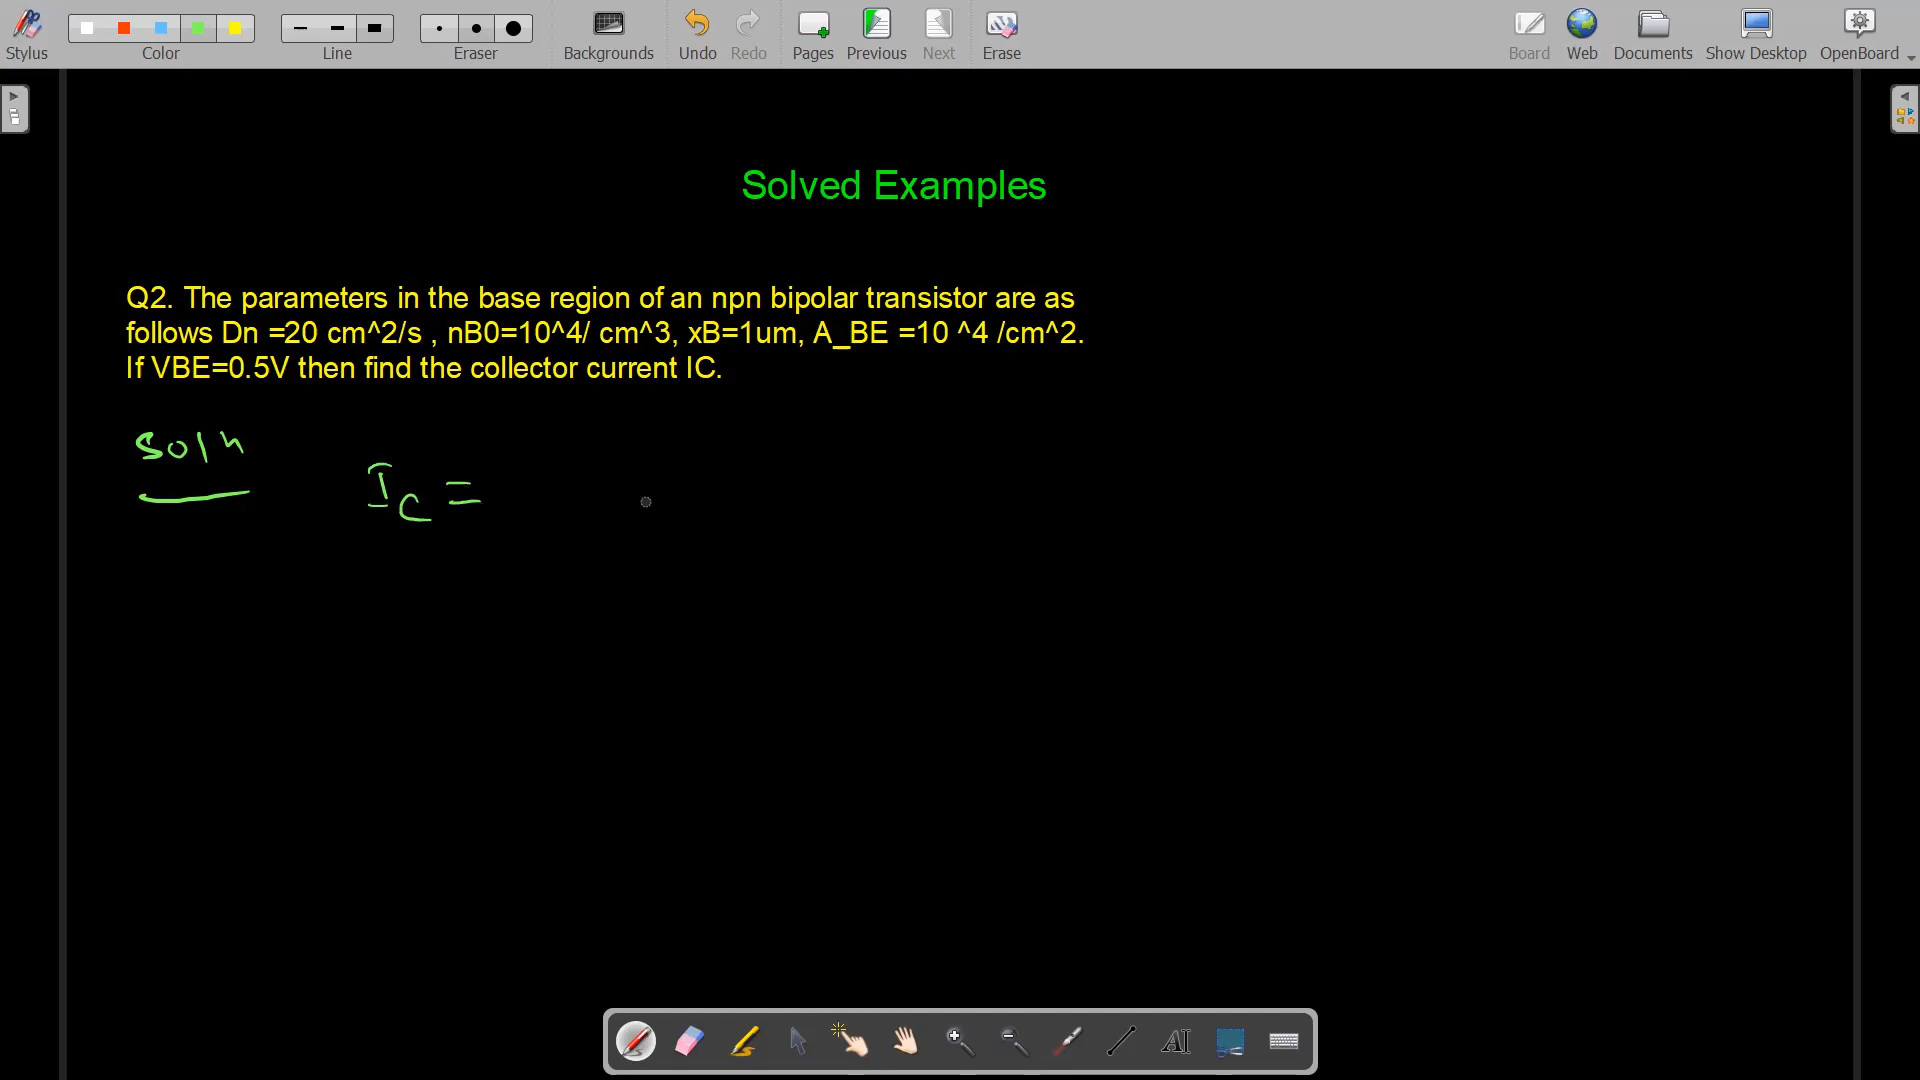 Stylus Color Line Eraser Backgrounds Undo Redo Pages Previous Next Erase Board Web Documents Show Desktop OpenBoard
Solved Examples
Q2. The parameters in the base region of an npn bipolar transistor are as
follows Dn =20 cm^2/s , nB0=10^4/ cm^3, xB=1um, A_BE =10 ^4 /cm^2.
If VBE=0.5V then find the collector current IC.
Soln
I_C =
AI